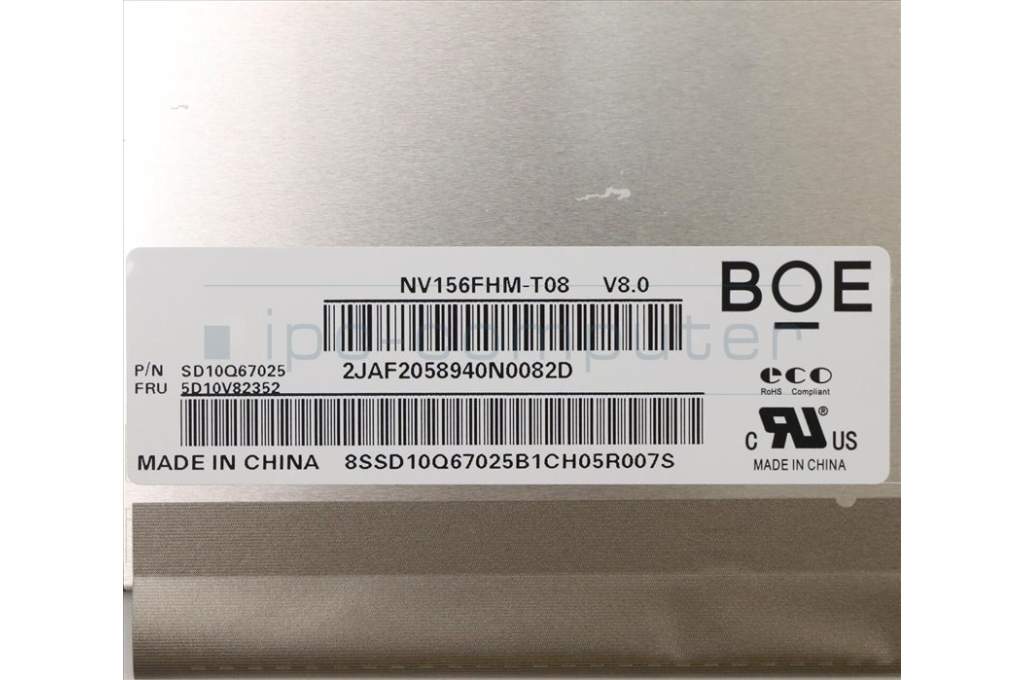 NV156FHM-T08 V8.0
BOE
ipc-computer
P/N SD10Q67025
2JAF2058940N0082D
FRU 5D10V82352
eco
RoHS Compliant
C RU ® US
MADE IN CHINA 8SSD10Q67025B1CH05R007S
MADE IN CHINA